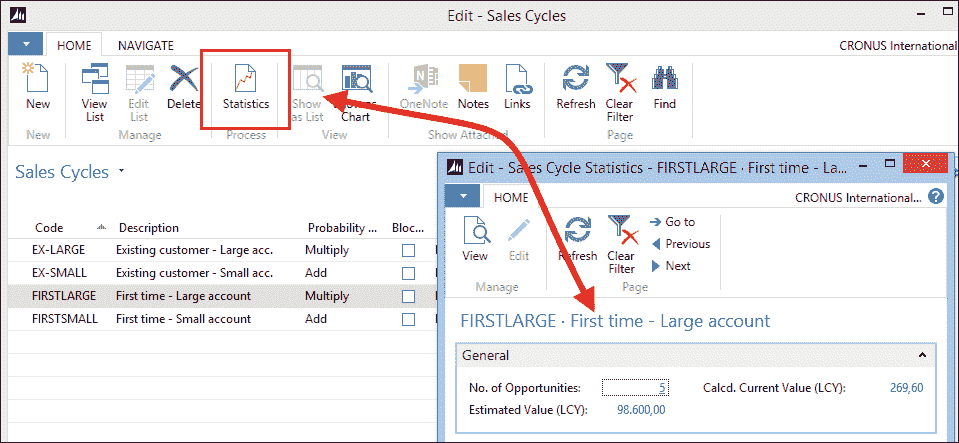 Edit - Sales Cycles
HOME NAVIGATE CRONUS International
New View List Edit List Delete Statistics Show as List Chart OneNote Notes Links Refresh Clear Filter Find
New Manage Process View Show Attached Page
Sales Cycles
Code Description Probability ... Bloc...
EX-LARGE Existing customer - Large acc. Multiply
EX-SMALL Existing customer - Small acc. Add
FIRSTLARGE First time - Large account Multiply
FIRSTSMALL First time - Small account Add
Edit - Sales Cycle Statistics - FIRSTLARGE · First time - La...
HOME CRONUS International...
View Edit Refresh Clear Filter
Go to
Previous
Next
Manage Page
FIRSTLARGE · First time - Large account
General
No. of Opportunities: 5 Calcd. Current Value (LCY): 269,60
Estimated Value (LCY): 98.600,00